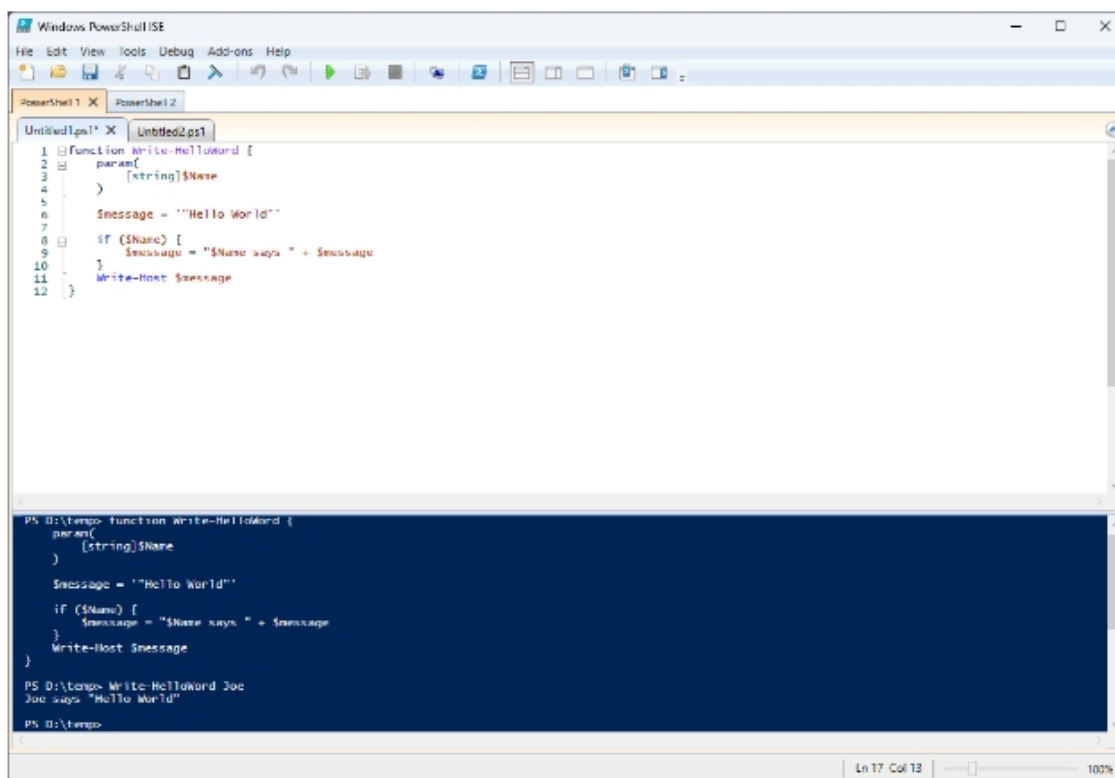 Windows PowerShell ISE
File Edit View Tools Debug Add-ons Help
PowerShell 1 X PowerShell 2
Untitled1.ps1* X Untitled2.ps1
1 function Write-HelloWord {
2 param(
3 [string]$Name
4 )
5
6 $message = '"Hello World"'
7
8 if ($Name) {
9 $message = "$Name says " + $message
10 }
11 Write-Host $message
12 }
PS D:\temp> function Write-HelloWord {
param(
[string]$Name
)
$message = '"Hello World"'
if ($Name) {
$message = "$Name says " + $message
}
Write-Host $message
}
PS D:\temp> Write-HelloWord Joe
Joe says "Hello World"
PS D:\temp>
Ln 17 Col 13 100%